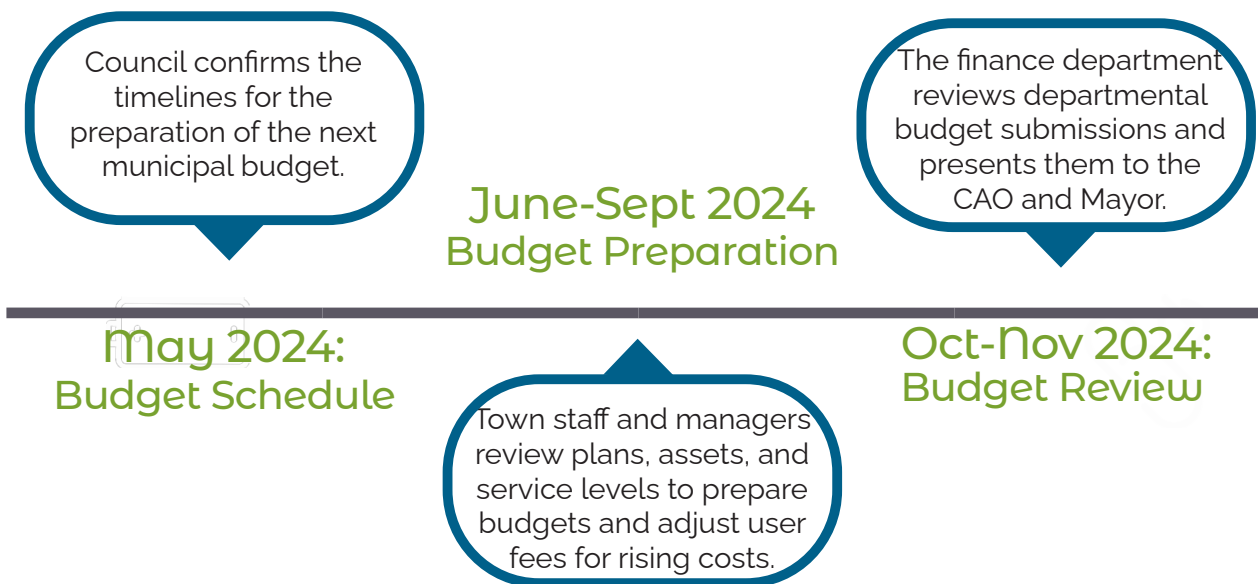 Council confirms the
timelines for the
preparation of the next
municipal budget.
May 2024:
Budget Schedule
June-Sept 2024
Budget Preparation
Town staff and managers
review plans, assets, and
service levels to prepare
budgets and adjust user
fees for rising costs.
The finance department
reviews departmental
budget submissions and
presents them to the
CAO and Mayor.
Oct-Nov 2024:
Budget Review